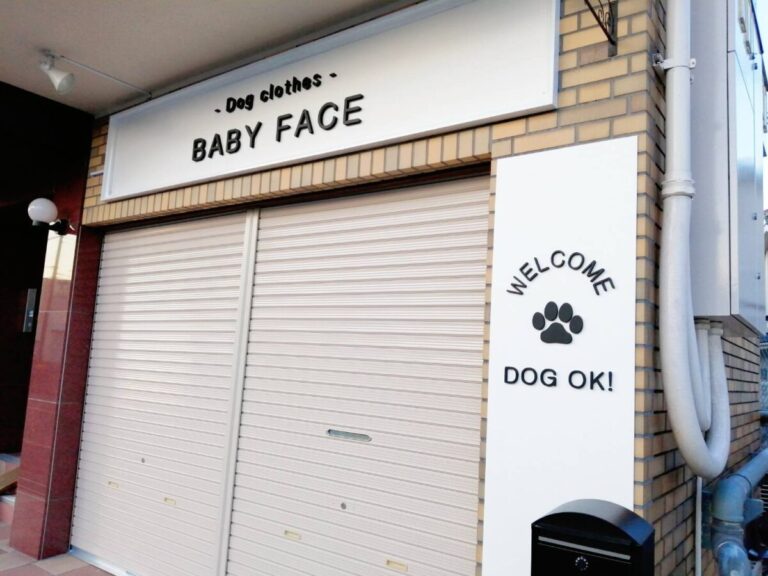 - Dog clothes -
BABY FACE
WELCOME
DOG OK!